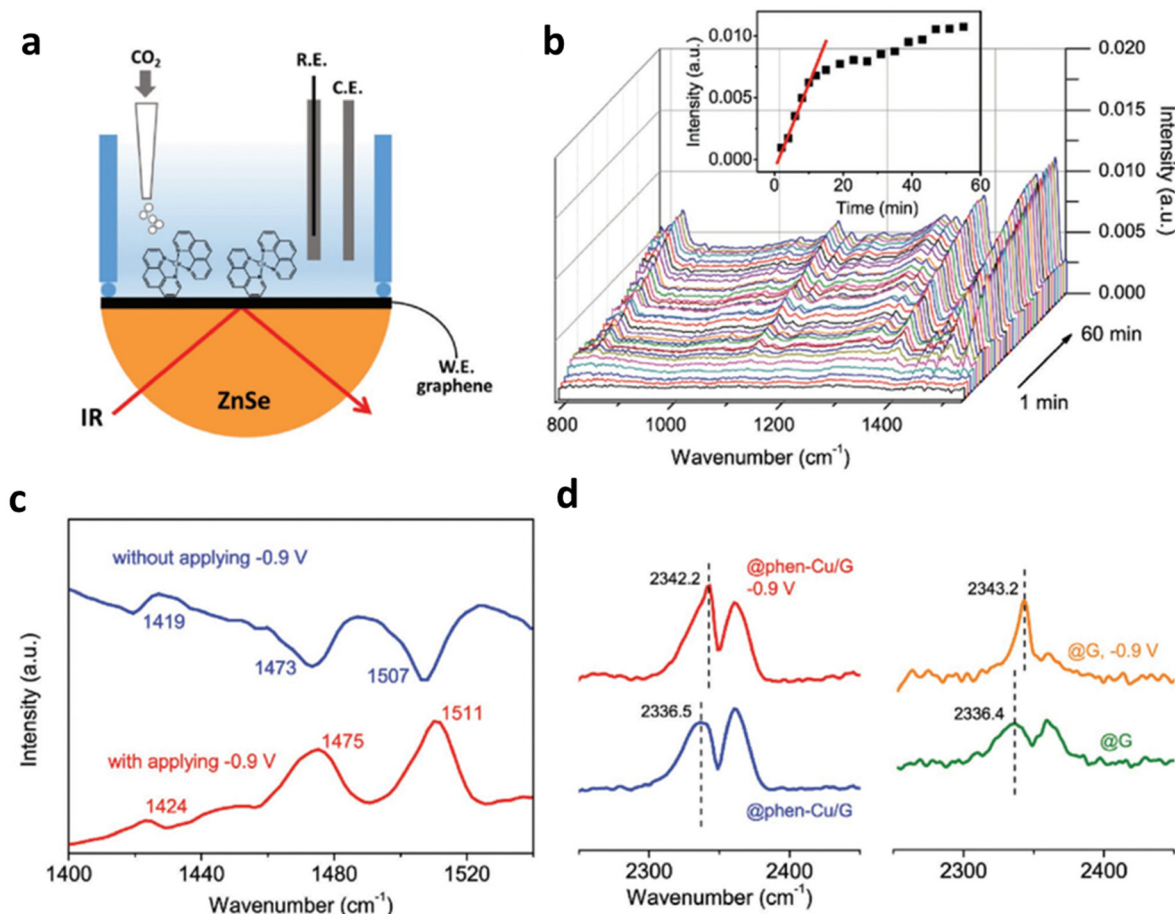 a
CO₂
R.E.
C.E.
W.E.
graphene
ZnSe
IR
b
Intensity (a.u.)
0.010
0.005
0.000
0 20 40 60
Time (min)
0.020
0.015
0.010
0.005
0.000
Intensity (a.u.)
60 min
1 min
800 1000 1200 1400
Wavenumber (cm⁻¹)
c
Intensity (a.u.)
without applying -0.9 V
1419
1473
1507
1511
1475
with applying -0.9 V
1424
1400 1440 1480 1520
Wavenumber (cm⁻¹)
d
2342.2
@phen-Cu/G
-0.9 V
2336.5
@phen-Cu/G
2300 2400
Wavenumber (cm⁻¹)
2343.2
@G, -0.9 V
2336.4
@G
2300 2400
Wavenumber (cm⁻¹)